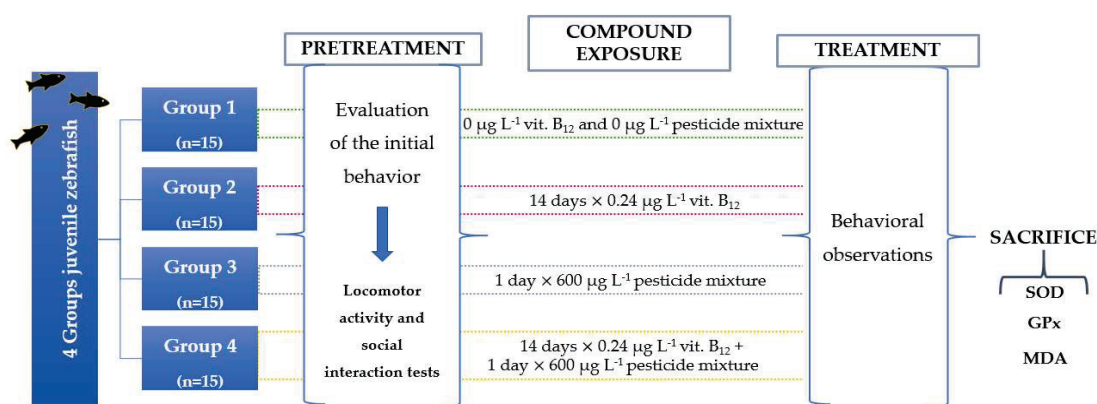 4 Groups juvenile zebrafish
Group 1
(n=15)
Group 2
(n=15)
Group 3
(n=15)
Group 4
(n=15)
PRETREATMENT
Evaluation
of the initial
behavior
Locomotor
activity and
social
interaction tests
COMPOUND
EXPOSURE
0 µg L⁻¹ vit. B₁₂ and 0 µg L⁻¹ pesticide mixture
14 days × 0.24 µg L⁻¹ vit. B₁₂
1 day × 600 µg L⁻¹ pesticide mixture
14 days × 0.24 µg L⁻¹ vit. B₁₂ +
1 day × 600 µg L⁻¹ pesticide mixture
TREATMENT
Behavioral
observations
SACRIFICE
SOD
GPx
MDA